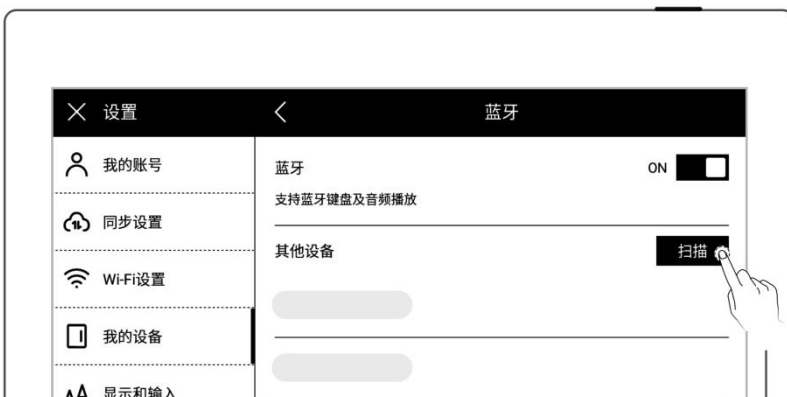 设置
蓝牙
我的账号
同步设置
Wi-Fi设置
我的设备
显示和输入
蓝牙
ON
支持蓝牙键盘及音频播放
其他设备
扫描